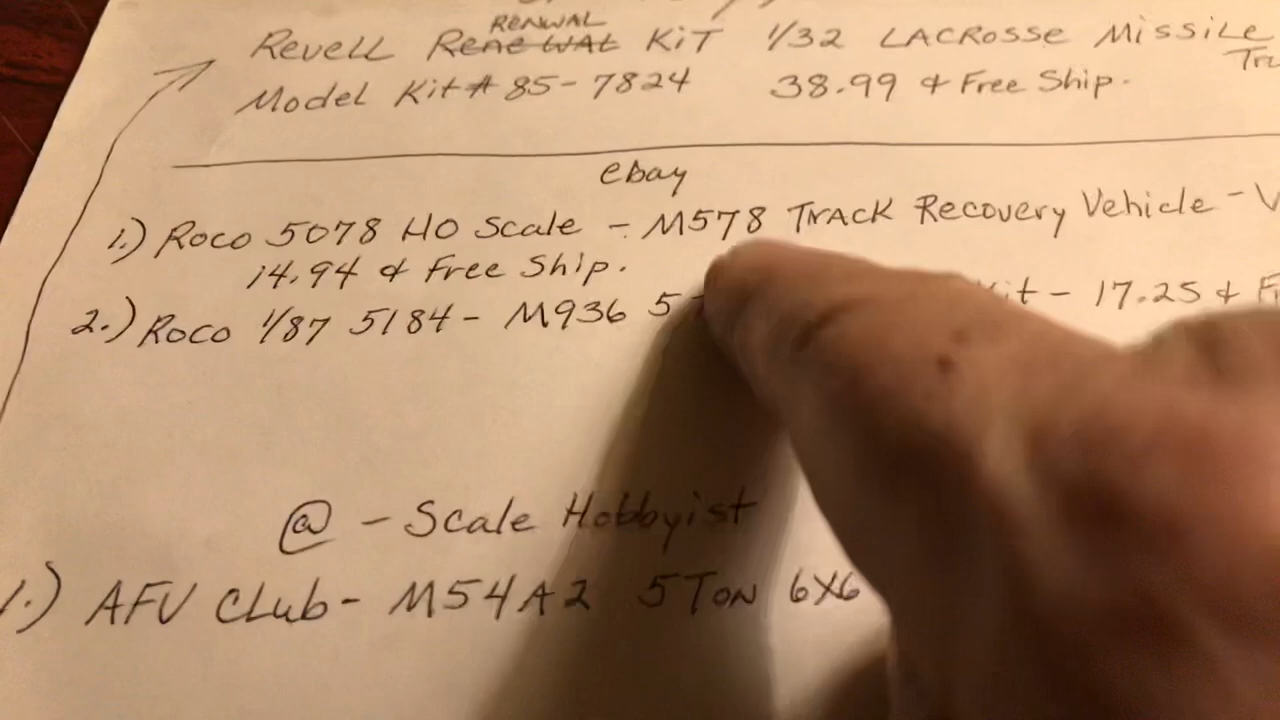 RENWAL
Revell Renewal Kit 1/32 LACROSSE Missile
Model Kit# 85-7824 38.99 & Free Ship.
ebay
1.) Roco 5078 HO Scale - M578 Track Recovery Vehicle -
14.94 & Free Ship.
2.) Roco 1/87 5184 - M936 5 - 17.25 &
@ - Scale Hobbyist
1.) AFV Club - M54A2 5 Ton 6X6